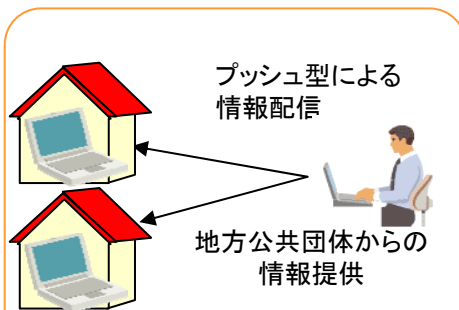 プッシュ型による
情報配信
地方公共団体からの
情報提供